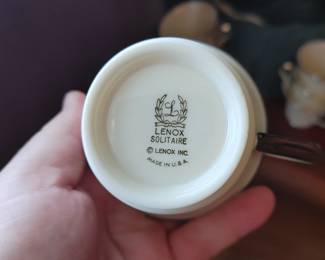 L
LENOX
SOLITAIRE
© LENOX INC.
MADE IN U.S.A.